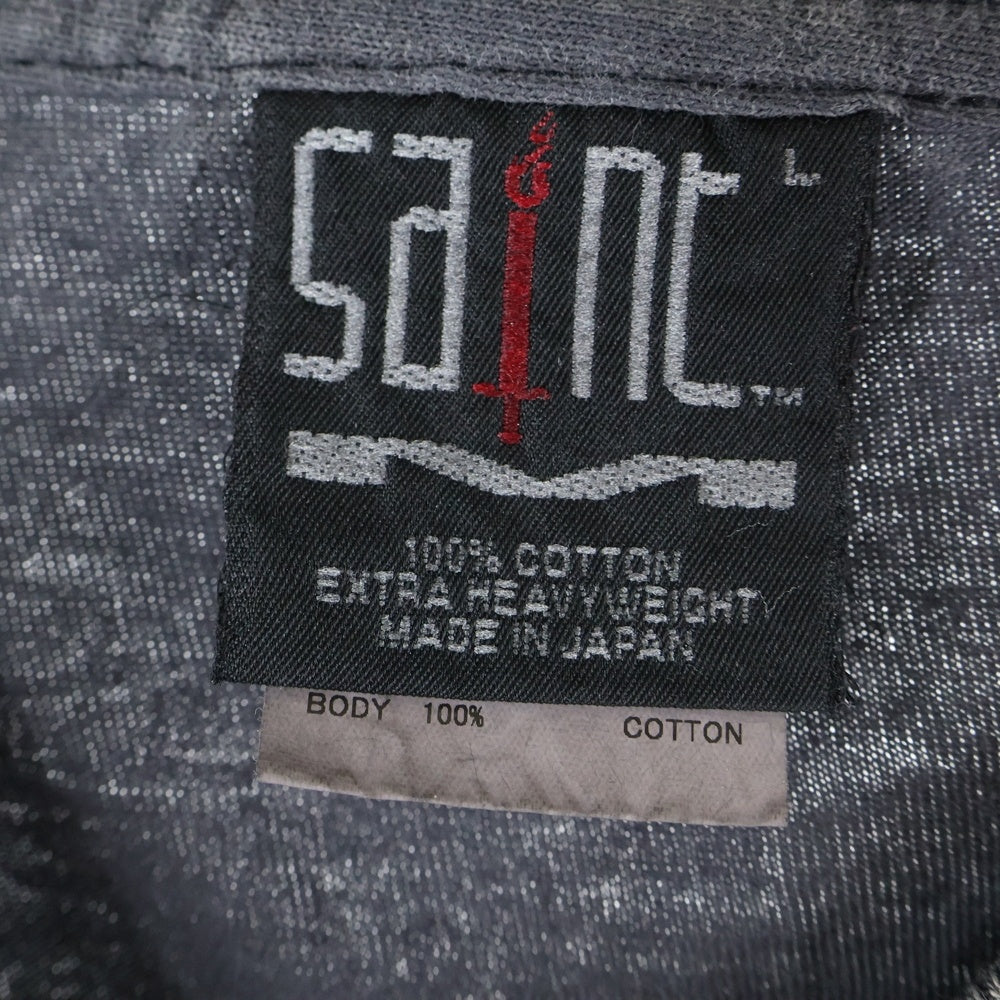 saint L
TM
100% COTTON
EXTRA HEAVYWEIGHT
MADE IN JAPAN
BODY 100% COTTON